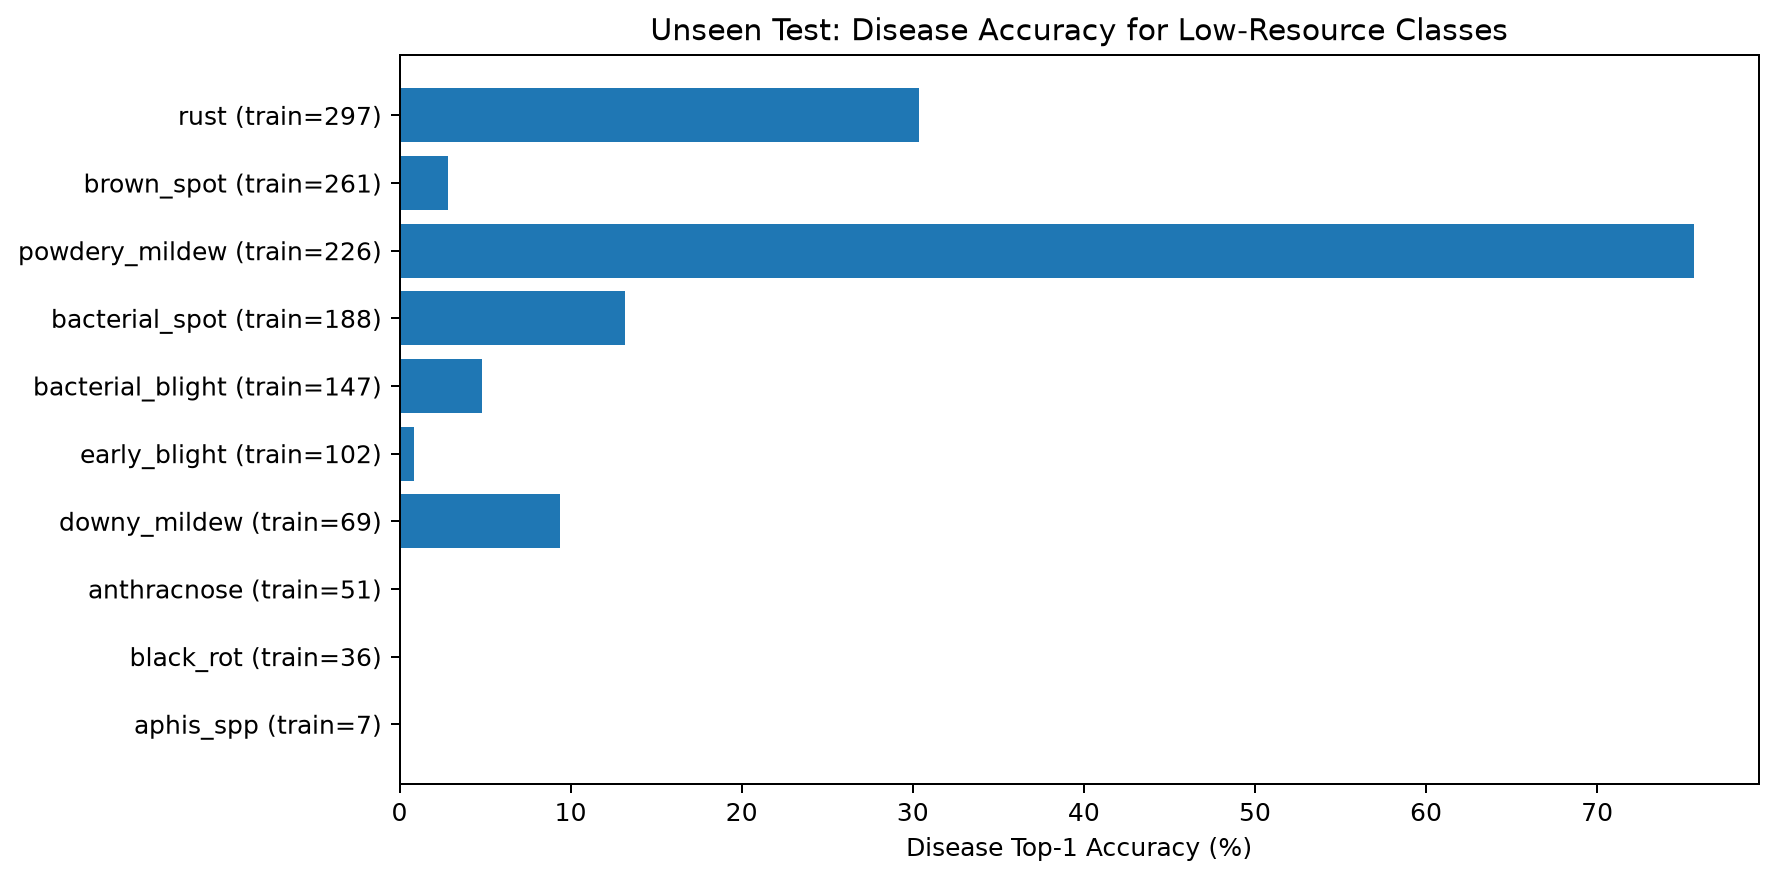 Unseen Test: Disease Accuracy for Low-Resource Classes
rust (train=297)
brown_spot (train=261)
powdery_mildew (train=226)
bacterial_spot (train=188)
bacterial_blight (train=147)
early_blight (train=102)
downy_mildew (train=69)
anthracnose (train=51)
black_rot (train=36)
aphis_spp (train=7)
0 10 20 30 40 50 60 70
Disease Top-1 Accuracy (%)